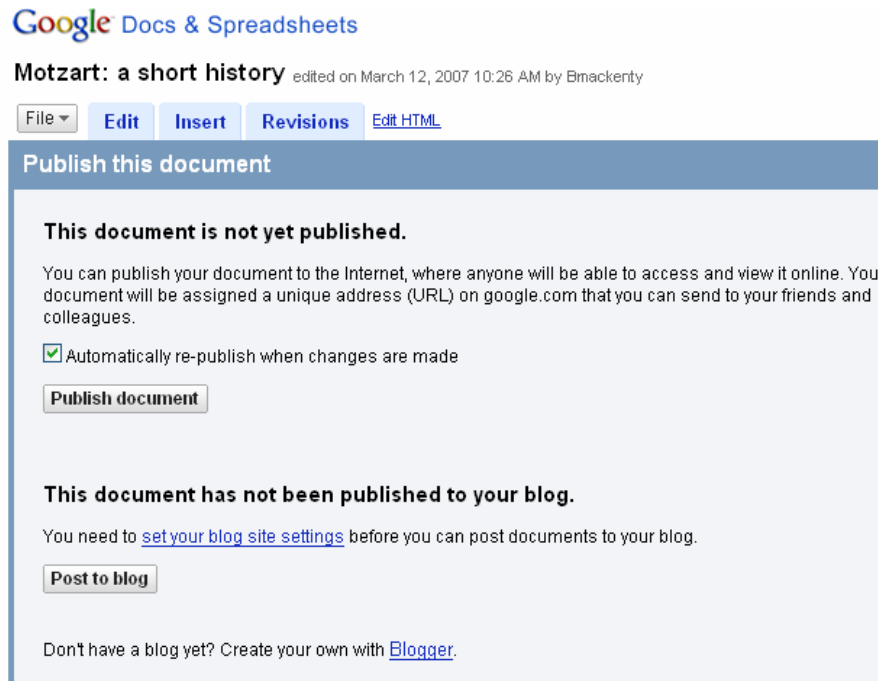 Google Docs & Spreadsheets
Motzart: a short history edited on March 12, 2007 10:26 AM by Bmackenty
File Edit Insert Revisions Edit HTML
Publish this document
This document is not yet published.
You can publish your document to the Internet, where anyone will be able to access and view it online. You
document will be assigned a unique address (URL) on google.com that you can send to your friends and
colleagues.
Automatically re-publish when changes are made
Publish document
This document has not been published to your blog.
You need to set your blog site settings before you can post documents to your blog.
Post to blog
Don't have a blog yet? Create your own with Blogger.